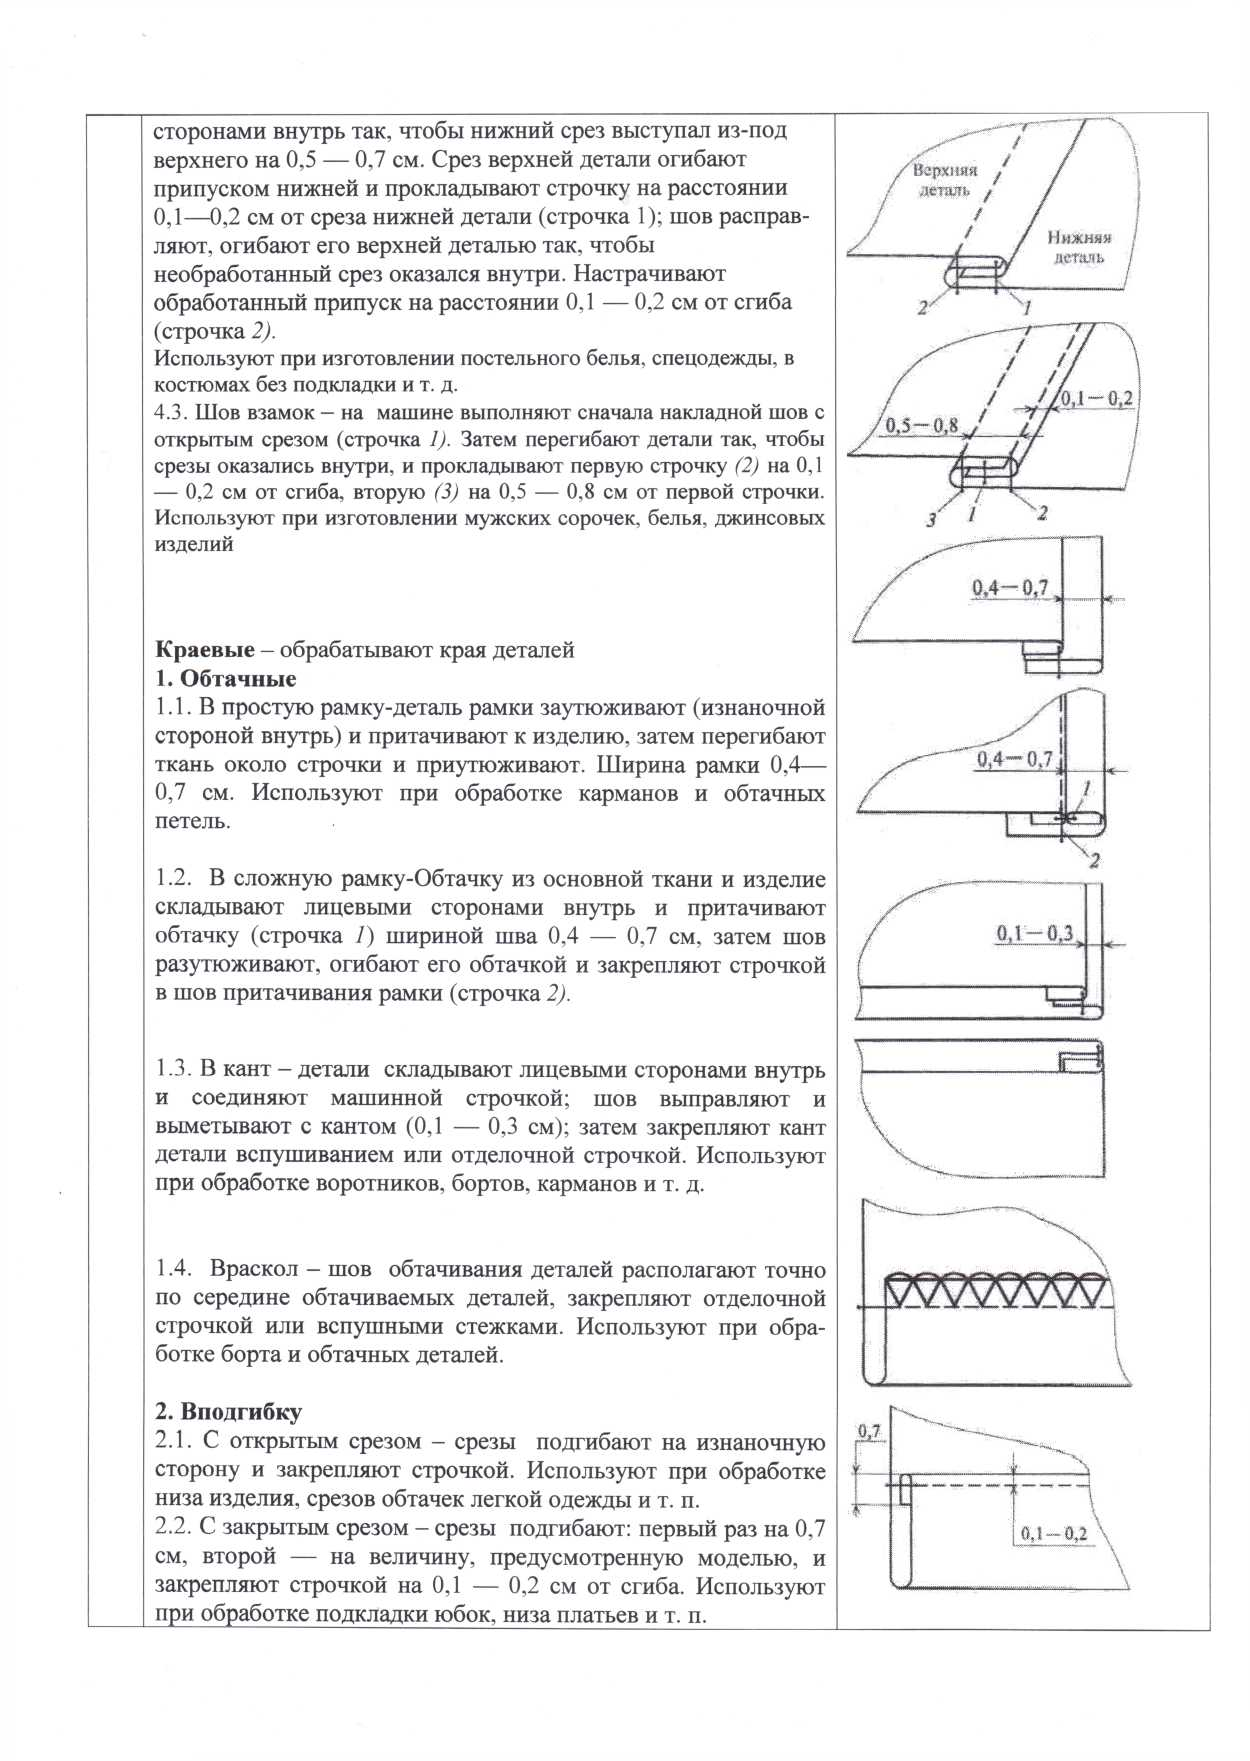 сторонами внутрь так, чтобы нижний срез выступал из-под
верхнего на 0,5 — 0,7 см. Срез верхней детали огибают
припуском нижней и прокладывают строчку на расстоянии
0,1—0,2 см от среза нижней детали (строчка 1); шов расправ-
ляют, огибают его верхней деталью так, чтобы
необработанный срез оказался внутри. Настрачивают
обработанный припуск на расстоянии 0,1 — 0,2 см от сгиба
(строчка 2).
Используют при изготовлении постельного белья, спецодежды, в
костюмах без подкладки и т. д.
4.3. Шов взамок – на машине выполняют сначала накладной шов с
открытым срезом (строчка 1). Затем перегибают детали так, чтобы
срезы оказались внутри, и прокладывают первую строчку (2) на 0,1
— 0,2 см от сгиба, вторую (3) на 0,5 — 0,8 см от первой строчки.
Используют при изготовлении мужских сорочек, белья, джинсовых
изделий
Краевые – обрабатывают края деталей
1. Обтачные
1.1. В простую рамку-деталь рамки заутюживают (изнаночной
стороной внутрь) и притачивают к изделию, затем перегибают
ткань около строчки и приутюживают. Ширина рамки 0,4—
0,7 см. Используют при обработке карманов и обтачных
петель.
1.2. В сложную рамку-Обтачку из основной ткани и изделие
складывают лицевыми сторонами внутрь и притачивают
обтачку (строчка 1) шириной шва 0,4 — 0,7 см, затем шов
разутюживают, огибают его обтачкой и закрепляют строчкой
в шов притачивания рамки (строчка 2).
1.3. В кант – детали складывают лицевыми сторонами внутрь
и соединяют машинной строчкой; шов выправляют и
выметывают с кантом (0,1 — 0,3 см); затем закрепляют кант
детали вспушиванием или отделочной строчкой. Используют
при обработке воротников, бортов, карманов и т. д.
1.4. Враскол – шов обтачивания деталей располагают точно
по середине обтачиваемых деталей, закрепляют отделочной
строчкой или вспушными стежками. Используют при обра-
ботке борта и обтачных деталей.
2. Вподгибку
2.1. С открытым срезом – срезы подгибают на изнаночную
сторону и закрепляют строчкой. Используют при обработке
низа изделия, срезов обтачек легкой одежды и т. п.
2.2. С закрытым срезом – срезы подгибают: первый раз на 0,7
см, второй — на величину, предусмотренную моделью, и
закрепляют строчкой на 0,1 — 0,2 см от сгиба. Используют
при обработке подкладки юбок, низа платьев и т. п.
Верхняя
деталь
Нижняя
деталь
2 1
0,1—0,2
0,5—0,8
3 1 2
0,4—0,7
0,4—0,7
1
2
0,1—0,3
0,7
0,1—0,2